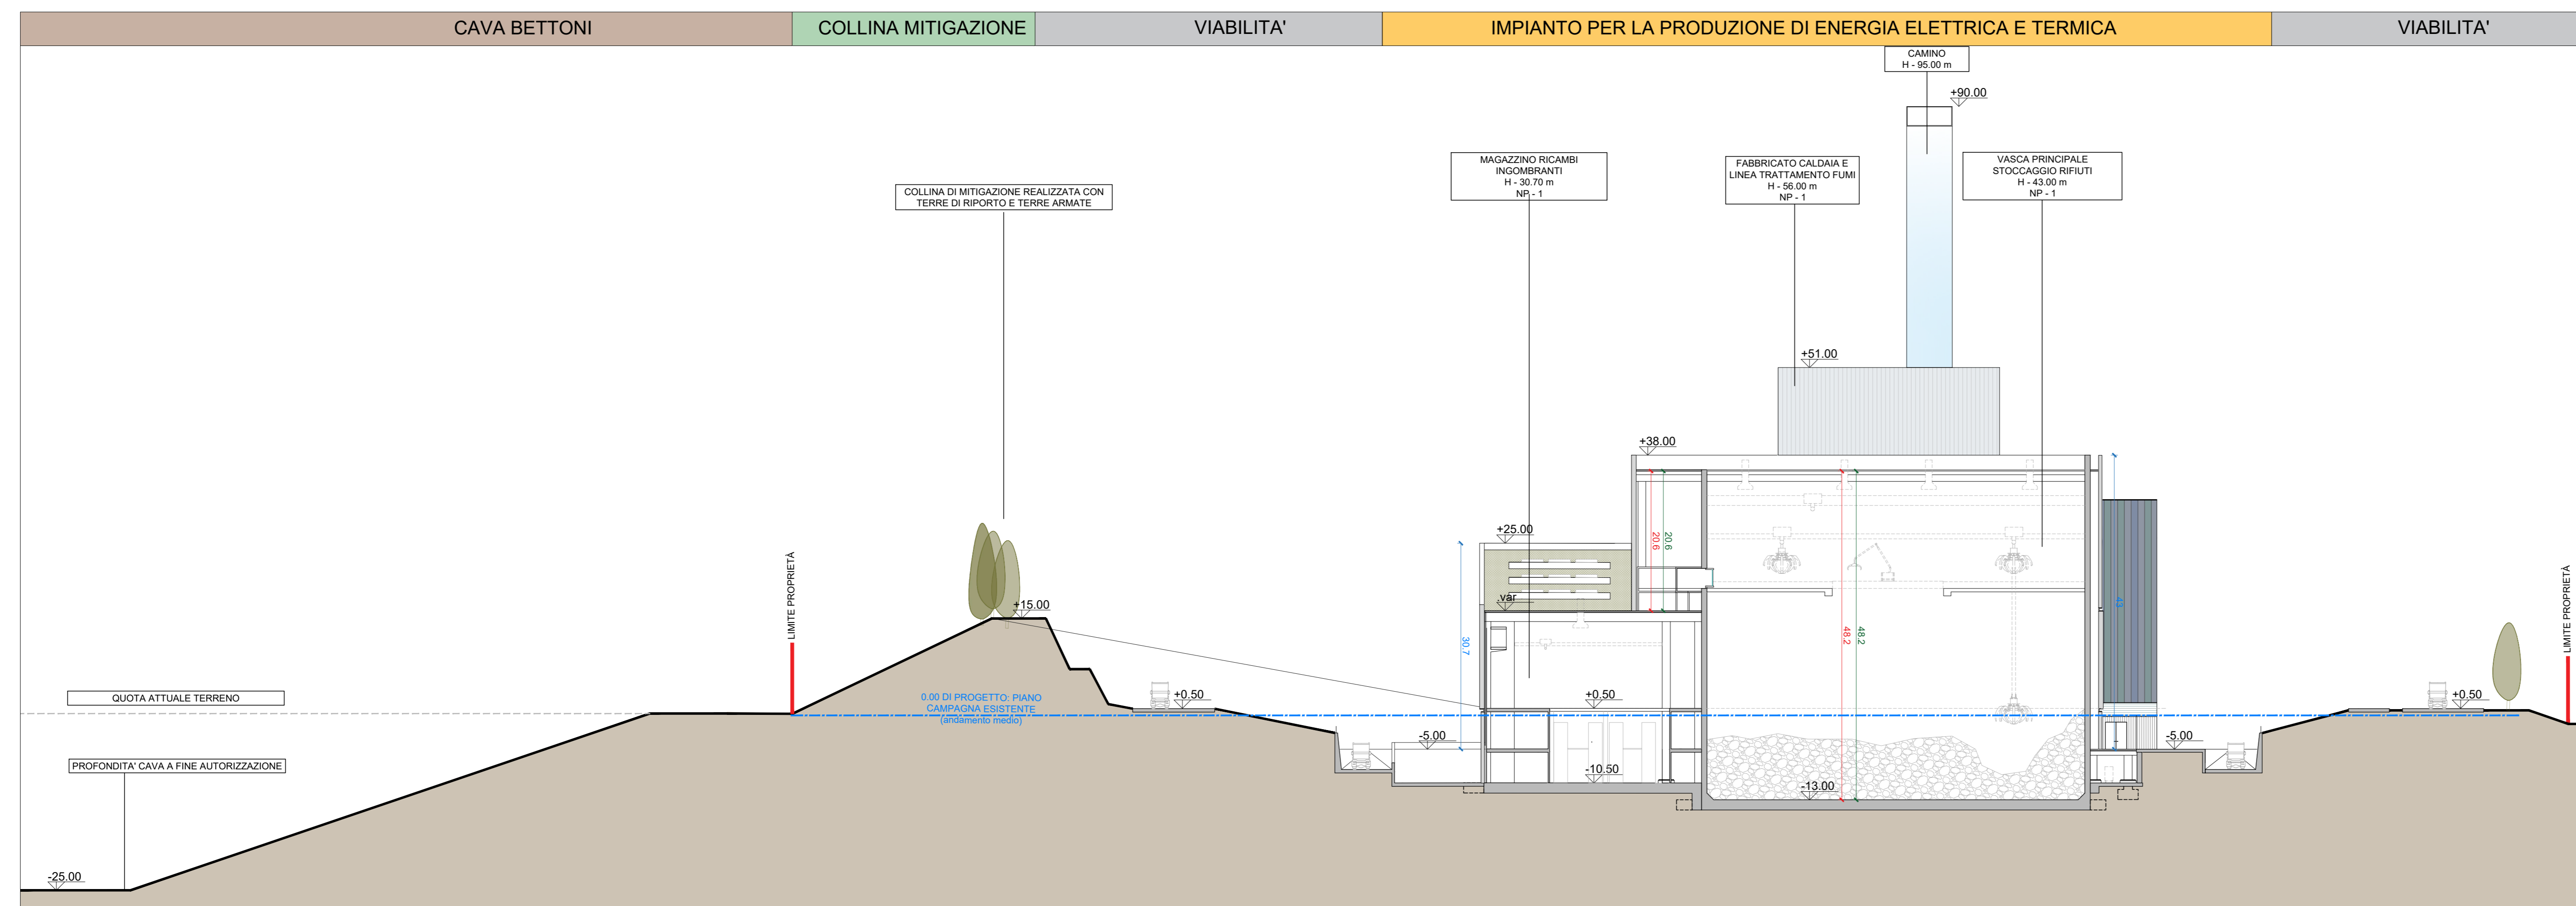 CAVA BETTONI
COLLINA MITIGAZIONE
VIABILITA'
IMPIANTO PER LA PRODUZIONE DI ENERGIA ELETTRICA E TERMICA
VIABILITA'
CAMINO
H - 95.00 m
+90.00
COLLINA DI MITIGAZIONE REALIZZATA CON
TERRE DI RIPORTO E TERRE ARMATE
MAGAZZINO RICAMBI
INGOMBRANTI
H - 30.70 m
NP - 1
FABBRICATO CALDAIA E
LINEA TRATTAMENTO FUMI
H - 56.00 m
NP - 1
VASCA PRINCIPALE
STOCCAGGIO RIFIUTI
H - 43.00 m
NP - 1
+51.00
+38.00
+25.00
20.6
20.6
.var
+15.00
LIMITE PROPRIETÀ
LIMITE PROPRIETÀ
43
30.7
48.2
48.2
QUOTA ATTUALE TERRENO
0.00 DI PROGETTO: PIANO
CAMPAGNA ESISTENTE
(andamento medio)
+0.50
+0.50
+0.50
-5.00
-5.00
PROFONDITA' CAVA A FINE AUTORIZZAZIONE
-10.50
-13.00
-25.00